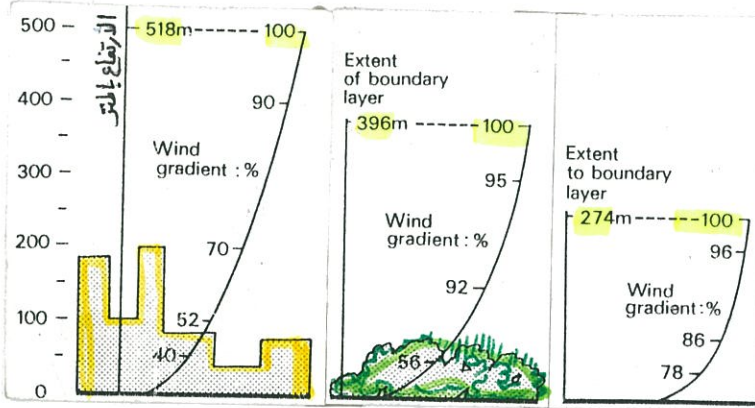 500
400
300
200
100
0
الارتفاع بالمتر
518m
100
90
Wind
gradient : %
70
52
40
Extent
of boundary
layer
396m
100
95
Wind
gradient : %
92
56
Extent
to boundary
layer
274m
100
96
Wind
gradient : %
86
78